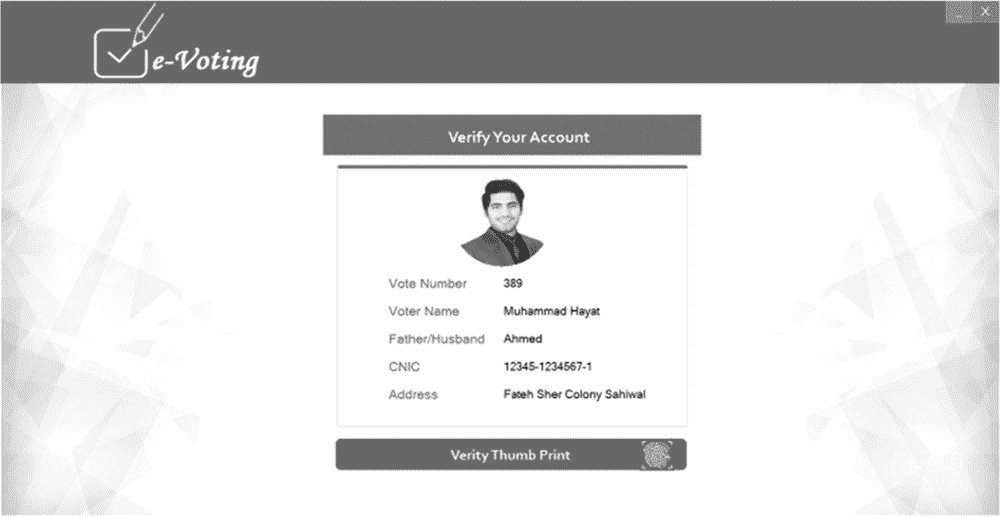 e-Voting
Verify Your Account
Vote Number 389
Voter Name Muhammad Hayat
Father/Husband Ahmed
CNIC 12345-1234567-1
Address Fateh Sher Colony Sahiwal
Verity Thumb Print